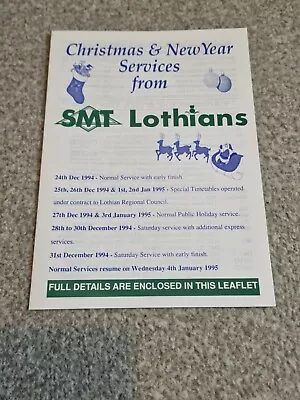 Christmas & New Year
Services
from
SMT Lothians
24th Dec 1994 - Normal Service with early finish.
25th, 26th Dec 1994 & 1st, 2nd Jan 1995 - Special Timetables operated
under contract to Lothian Regional Council.
27th Dec 1994 & 3rd January 1995 - Normal Public Holiday service.
28th to 30th December 1994 - Saturday service with additional express
services.
31st December 1994 - Saturday Service with early finish.
Normal Services resume on Wednesday 4th January 1995
FULL DETAILS ARE ENCLOSED IN THIS LEAFLET